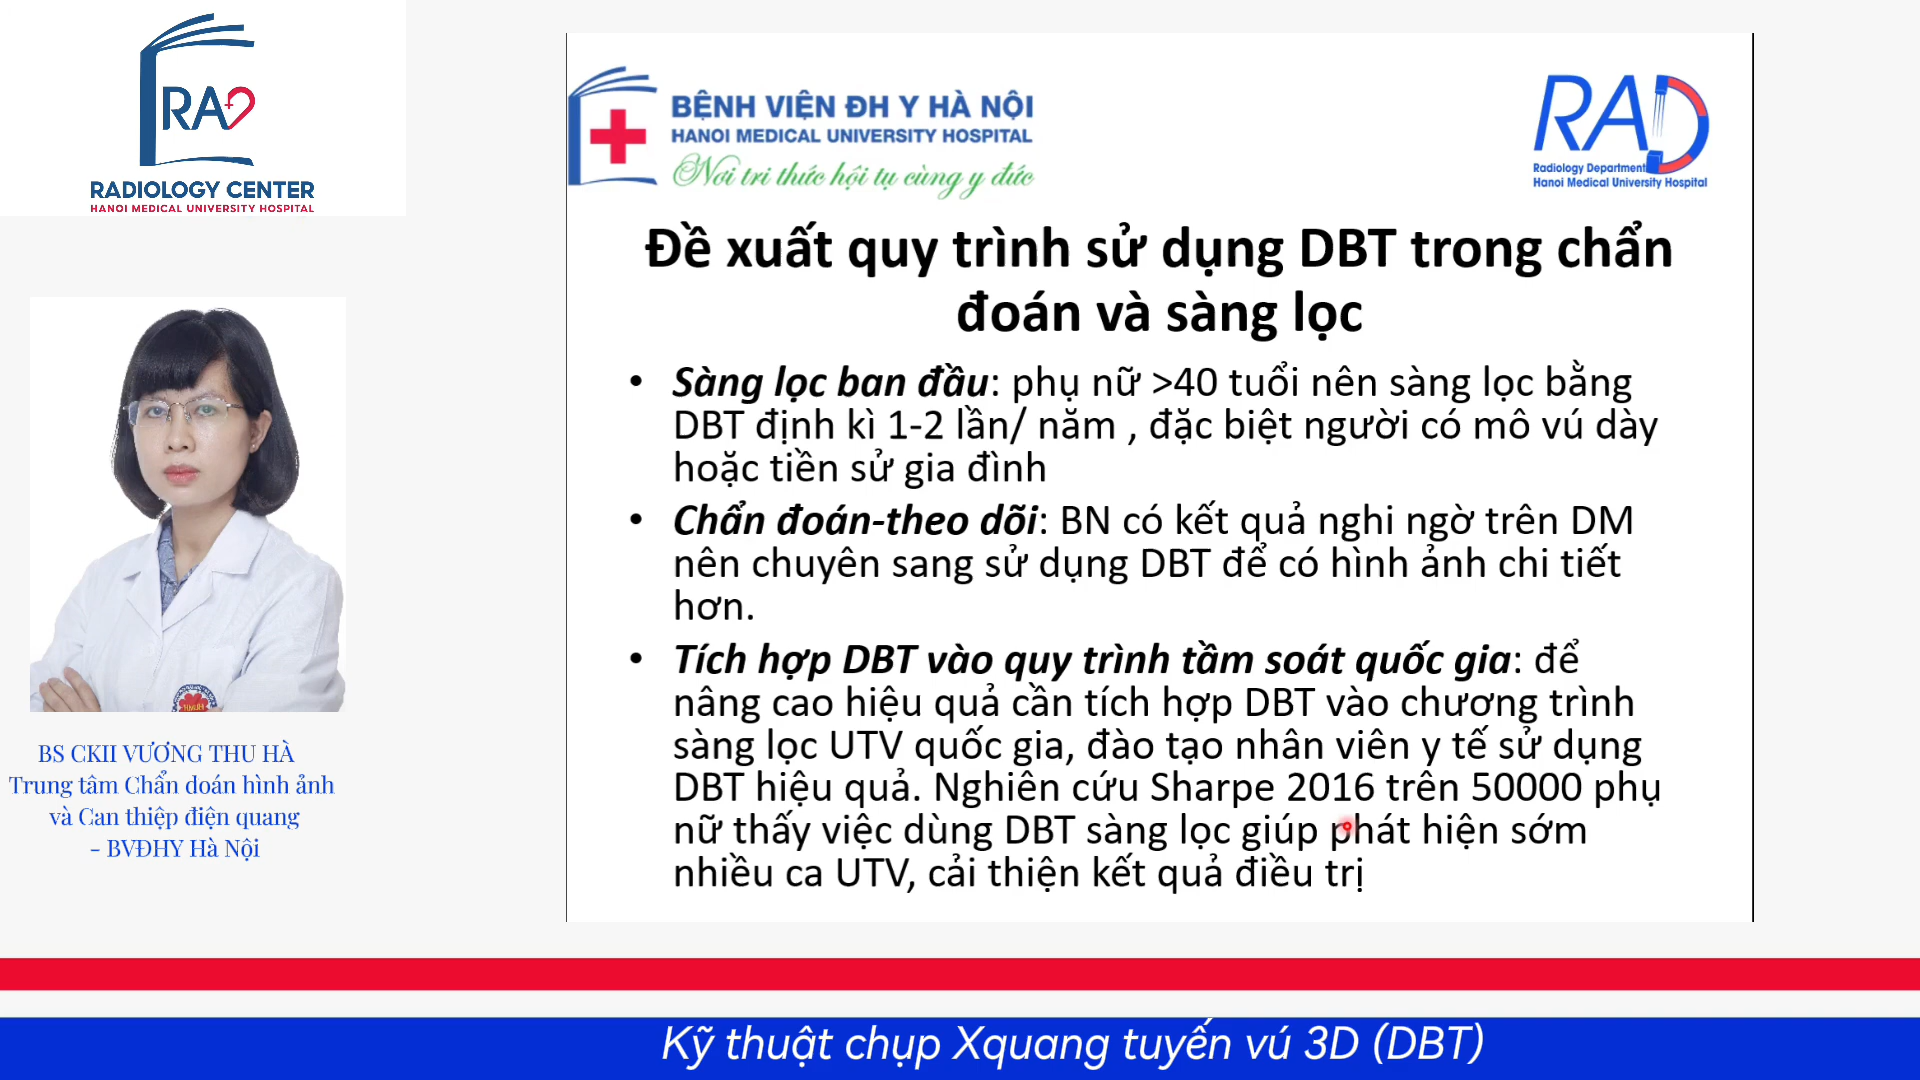 RA
RADIOLOGY CENTER
HANOI MEDICAL UNIVERSITY HOSPITAL
BỆNH VIỆN ĐH Y HÀ NỘI
HANOI MEDICAL UNIVERSITY HOSPITAL
Nơi tri thức hội tụ cùng y đức
RAD
Radiology Department
Hanoi Medical University Hospital
Đề xuất quy trình sử dụng DBT trong chẩn
đoán và sàng lọc
• Sàng lọc ban đầu: phụ nữ >40 tuổi nên sàng lọc bằng
DBT định kì 1-2 lần/ năm , đặc biệt người có mô vú dày
hoặc tiền sử gia đình
• Chẩn đoán-theo dõi: BN có kết quả nghi ngờ trên DM
nên chuyên sang sử dụng DBT để có hình ảnh chi tiết
hơn.
• Tích hợp DBT vào quy trình tầm soát quốc gia: để
nâng cao hiệu quả cần tích hợp DBT vào chương trình
sàng lọc UTV quốc gia, đào tạo nhân viên y tế sử dụng
DBT hiệu quả. Nghiên cứu Sharpe 2016 trên 50000 phụ
nữ thấy việc dùng DBT sàng lọc giúp phát hiện sớm
nhiều ca UTV, cải thiện kết quả điều trị
BS CKII VƯƠNG THU HÀ
Trung tâm Chẩn đoán hình ảnh
và Can thiệp điện quang
- BVĐHY Hà Nội
Kỹ thuật chụp Xquang tuyến vú 3D (DBT)